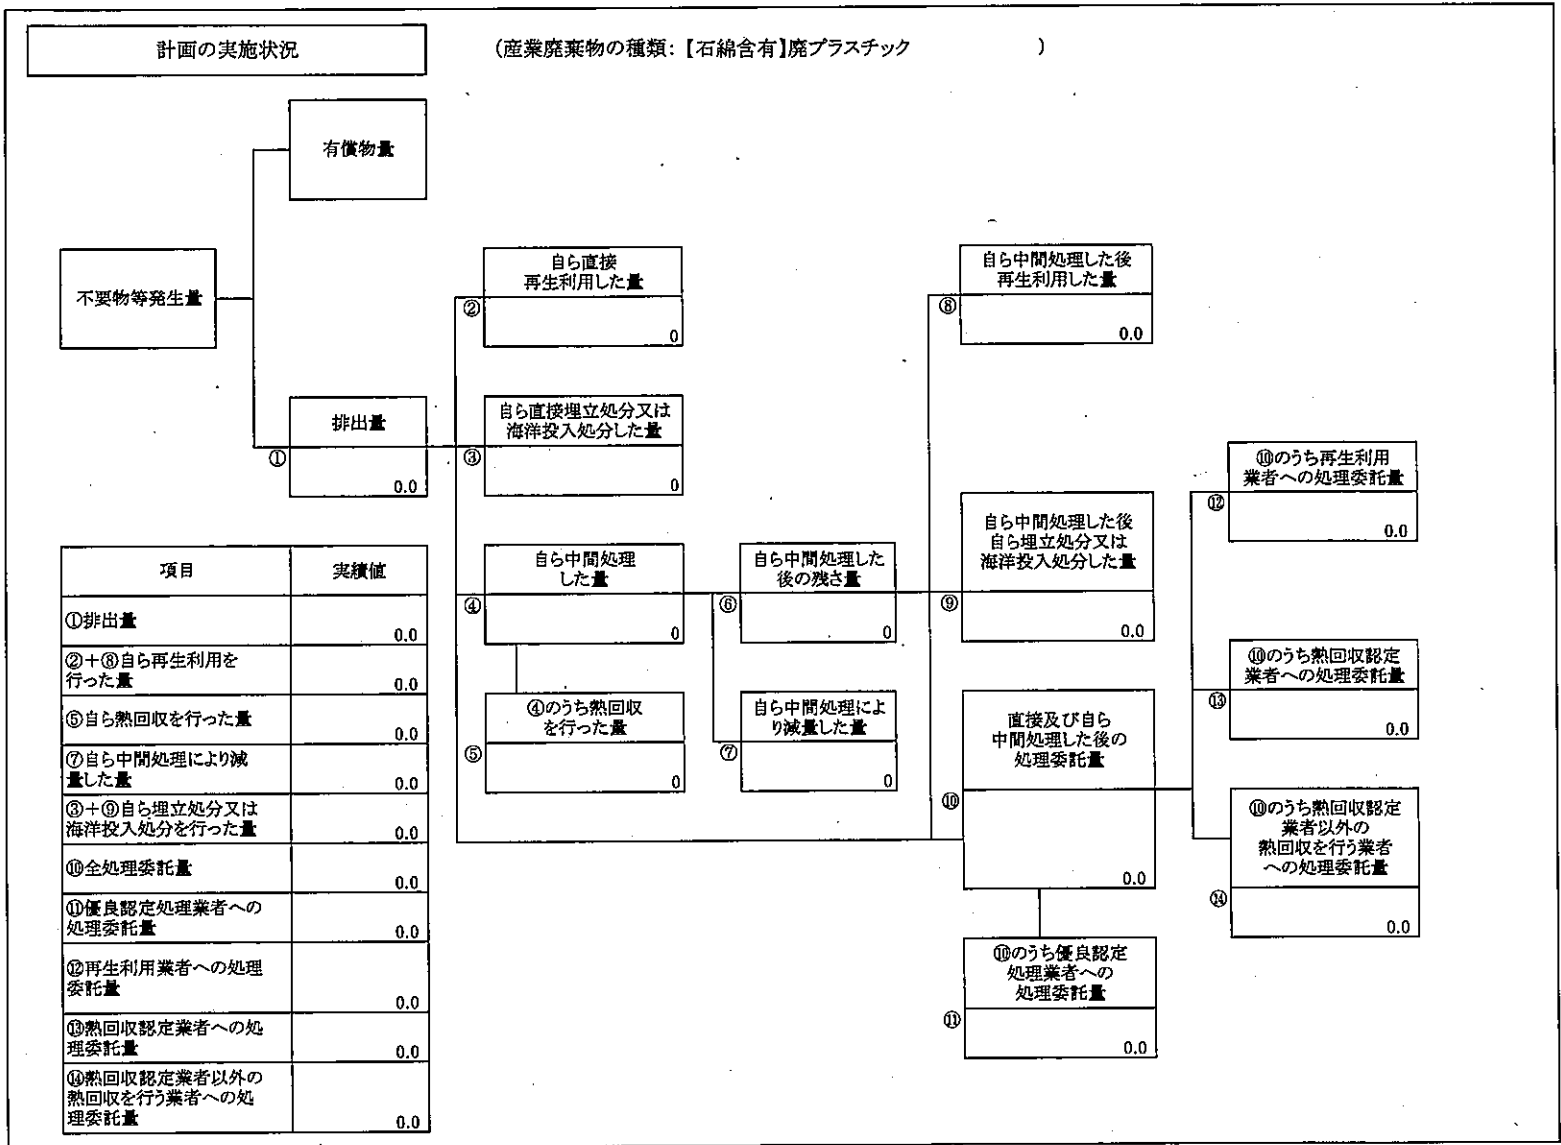 計画の実施状況
(産業廃棄物の種類:【石綿含有】廃プラスチック )
有償物量
不要物等発生量
排出量
①
0.0
自ら直接
再生利用した量
②
0
自ら直接埋立処分又は
海洋投入処分した量
③
0
自ら中間処理
した量
④
0
④のうち熱回収
を行った量
⑤
0
自ら中間処理した
後の残さ量
⑥
0
自ら中間処理によ
り減量した量
⑦
0
自ら中間処理した後
再生利用した量
⑧
0.0
自ら中間処理した後
自ら埋立処分又は
海洋投入処分した量
⑨
0.0
直接及び自ら
中間処理した後の
処理委託量
⑩
0.0
⑩のうち優良認定
処理業者への
処理委託量
⑪
0.0
⑩のうち再生利用
業者への処理委託量
⑫
0.0
⑩のうち熱回収認定
業者への処理委託量
⑬
0.0
⑩のうち熱回収認定
業者以外の
熱回収を行う業者
への処理委託量
⑭
0.0
項目 実績値
①排出量
0.0
②+⑧自ら再生利用を
行った量
0.0
⑤自ら熱回収を行った量
0.0
⑦自ら中間処理により減
量した量
0.0
③+⑨自ら埋立処分又は
海洋投入処分を行った量
0.0
⑩全処理委託量
0.0
⑪優良認定処理業者への
処理委託量
0.0
⑫再生利用業者への処理
委託量
0.0
⑬熱回収認定業者への処
理委託量
0.0
⑭熱回収認定業者以外の
熱回収を行う業者への処
理委託量
0.0